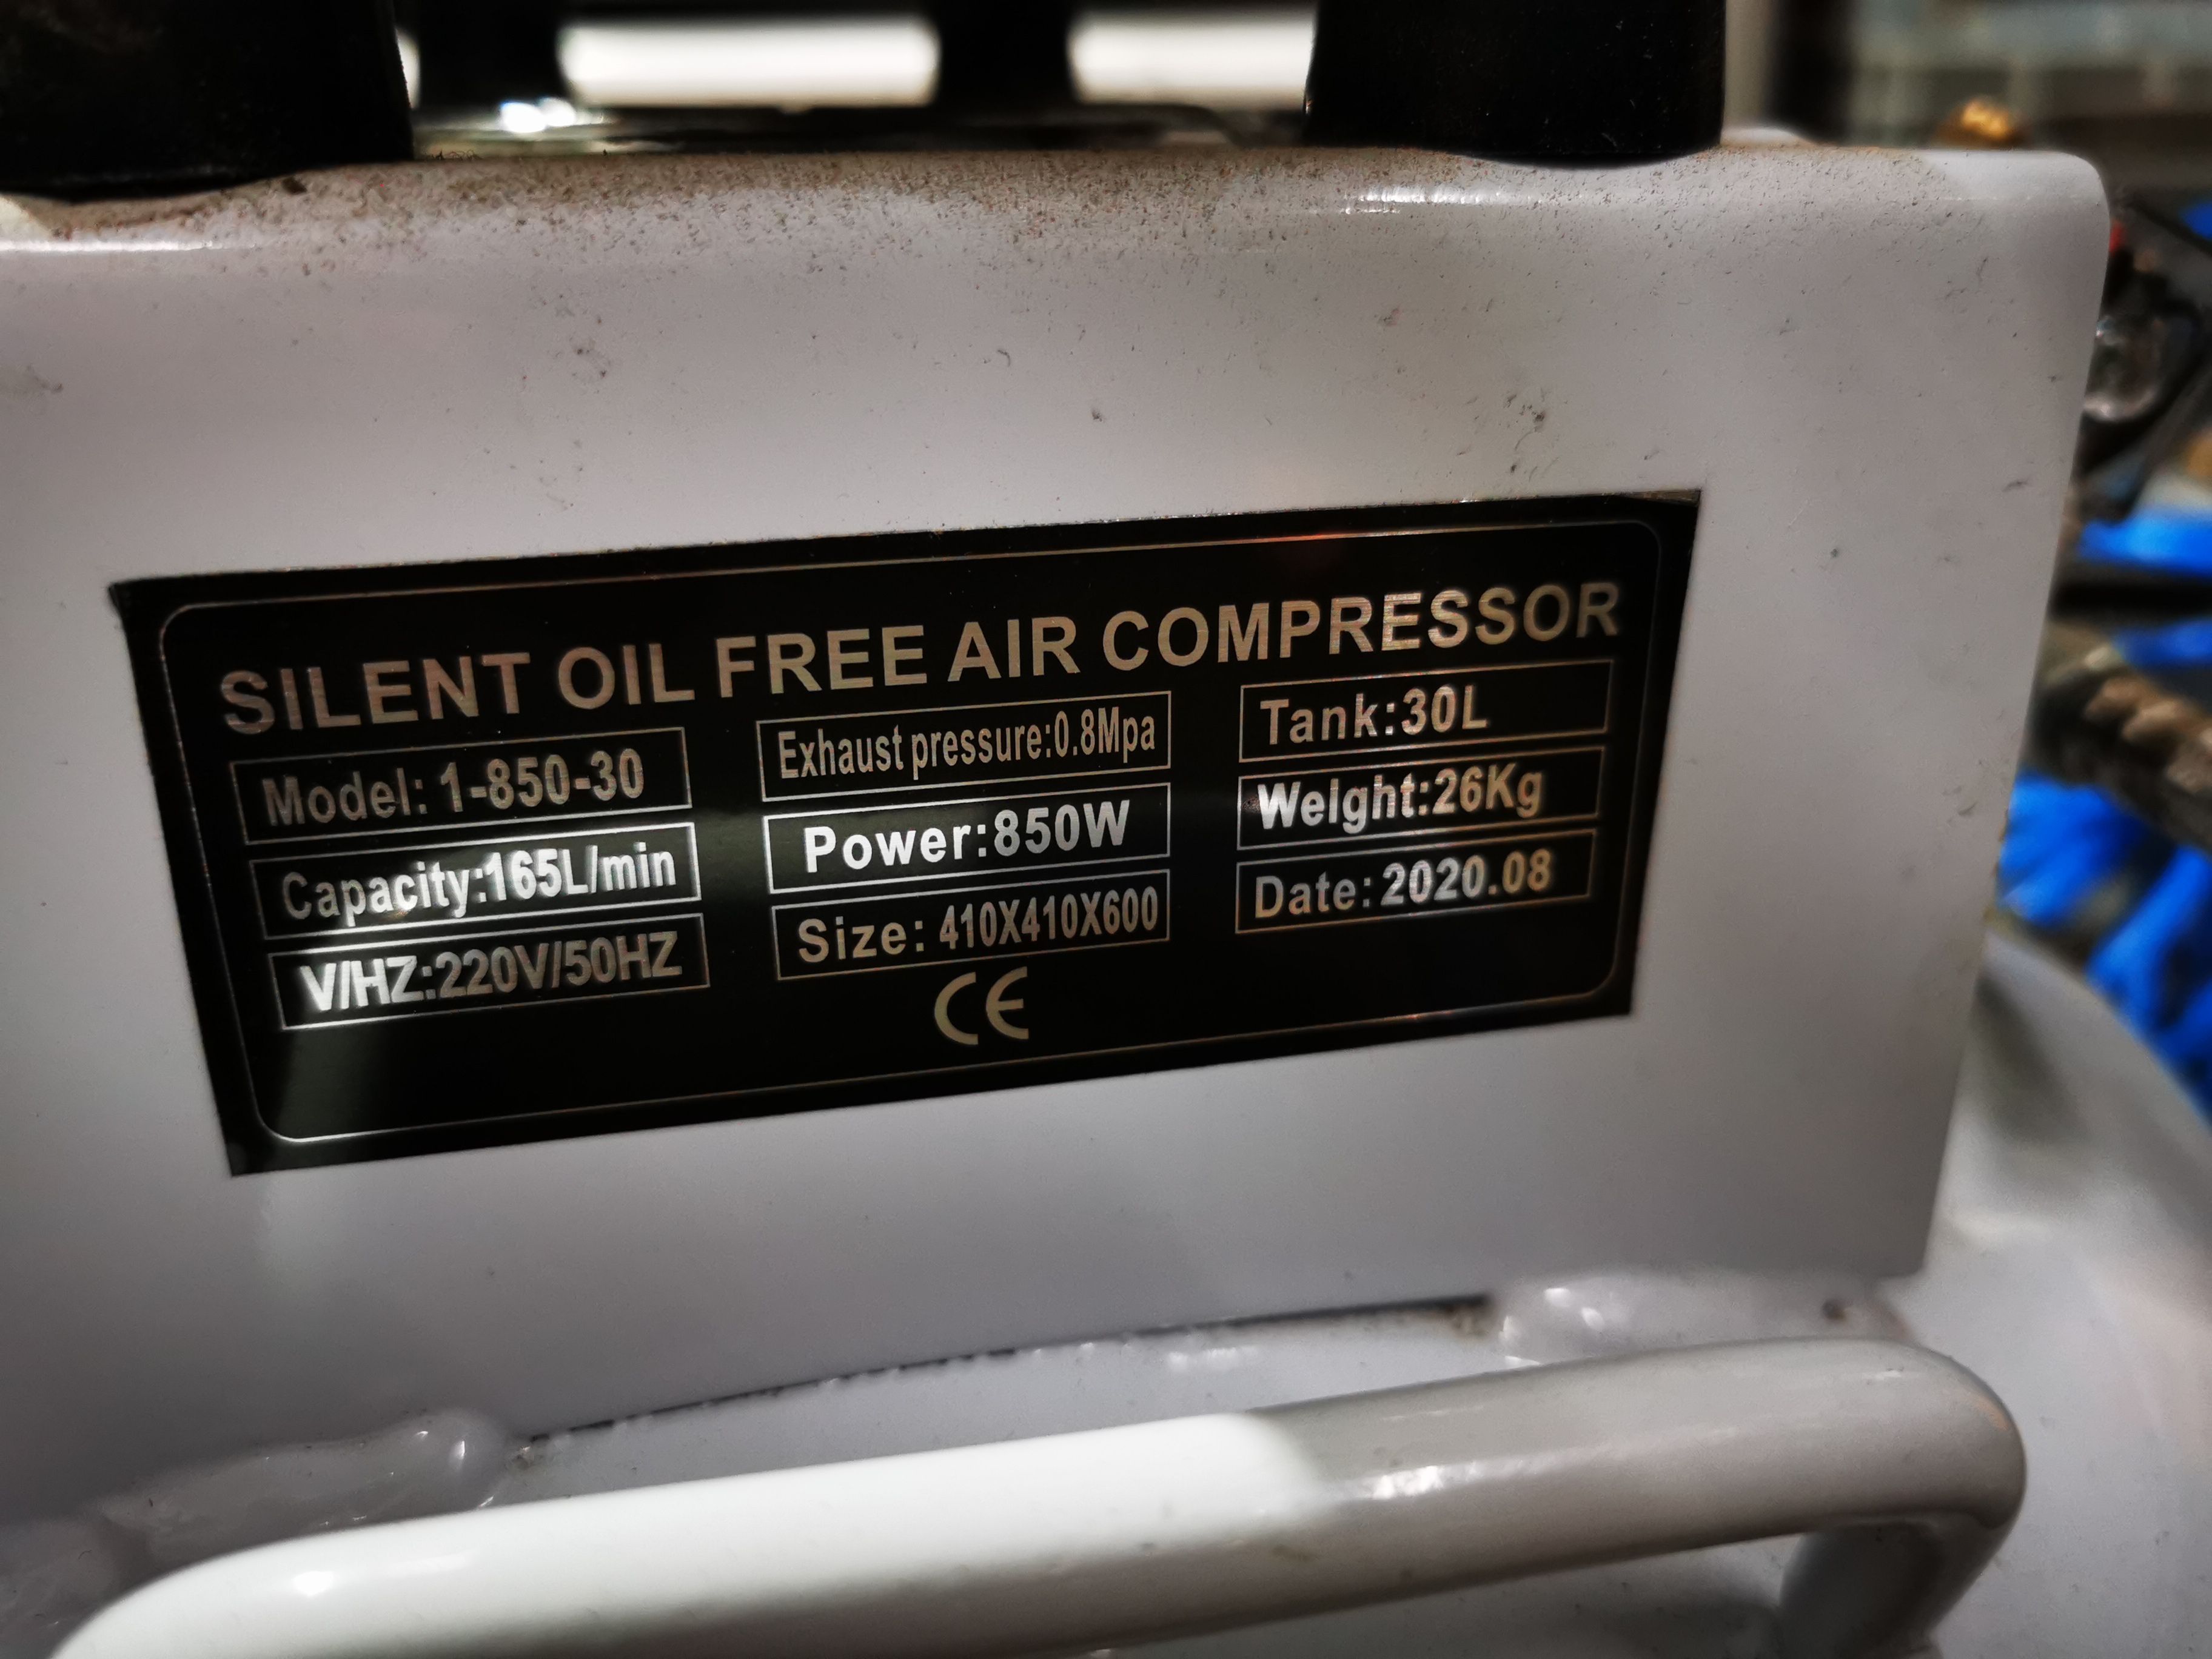 SILENT OIL FREE AIR COMPRESSOR
Model: 1-850-30
Exhaust pressure:0.8Mpa
Tank:30L
Capacity:165L/min
Power:850W
Welght:26Kg
V/HZ:220V/50HZ
Size: 410X410X600
Date: 2020.08
CE